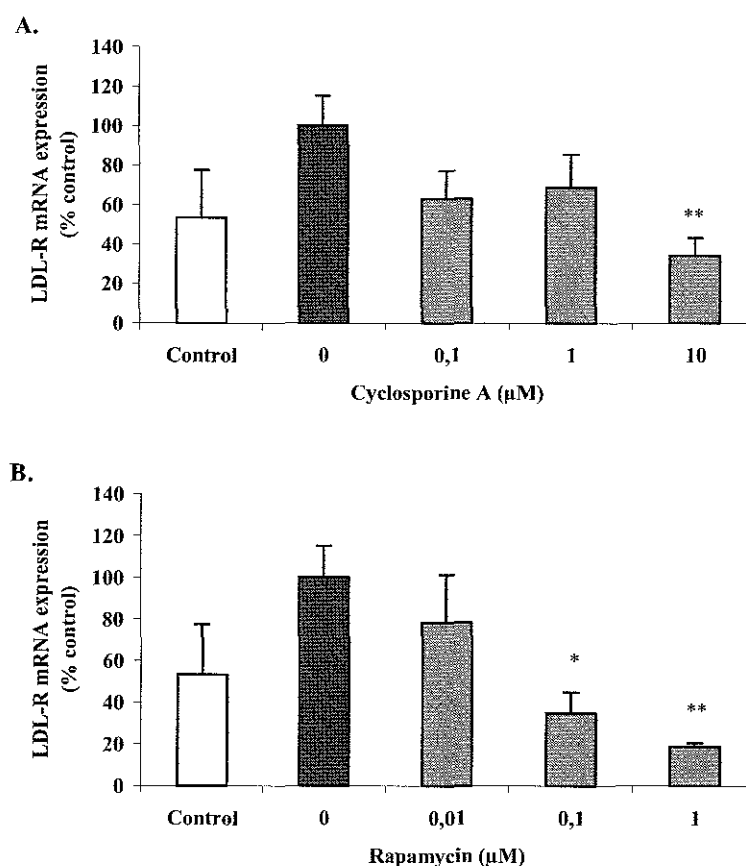 A.
140
120
100
80
60
40
20
0
LDL-R mRNA expression
(% control)
**
Control 0 0,1 1 10
Cyclosporine A (µM)
B.
140
120
100
80
60
40
20
0
LDL-R mRNA expression
(% control)
*
**
Control 0 0,01 0,1 1
Rapamycin (µM)